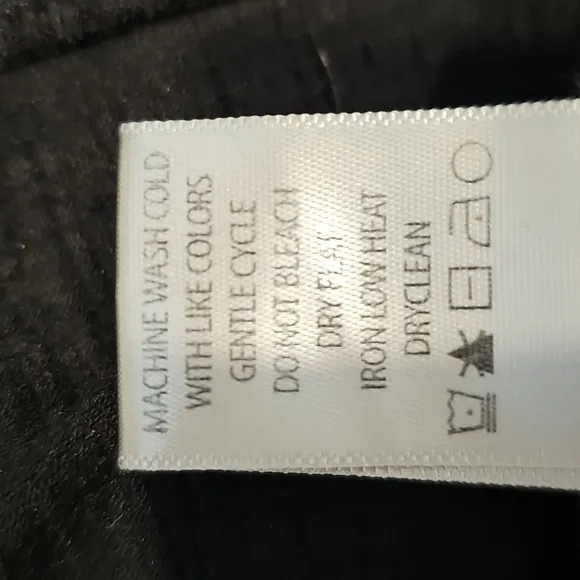 MACHINE WASH COLD
WITH LIKE COLORS
GENTLE CYCLE
DO NOT BLEACH
DRY FLAT
IRON LOW HEAT
DRYCLEAN